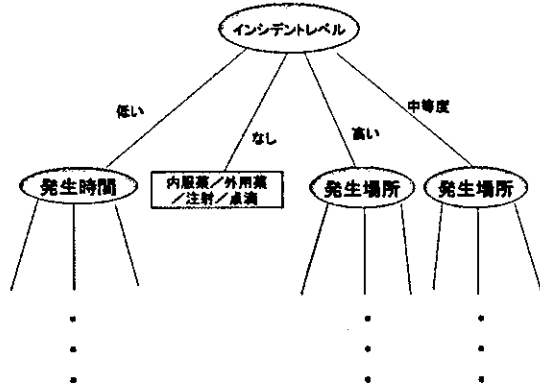 インシデントレベル
低い
なし
高い
中等度
発生時間
内服薬／外用薬
／注射／点滴
発生場所
発生場所